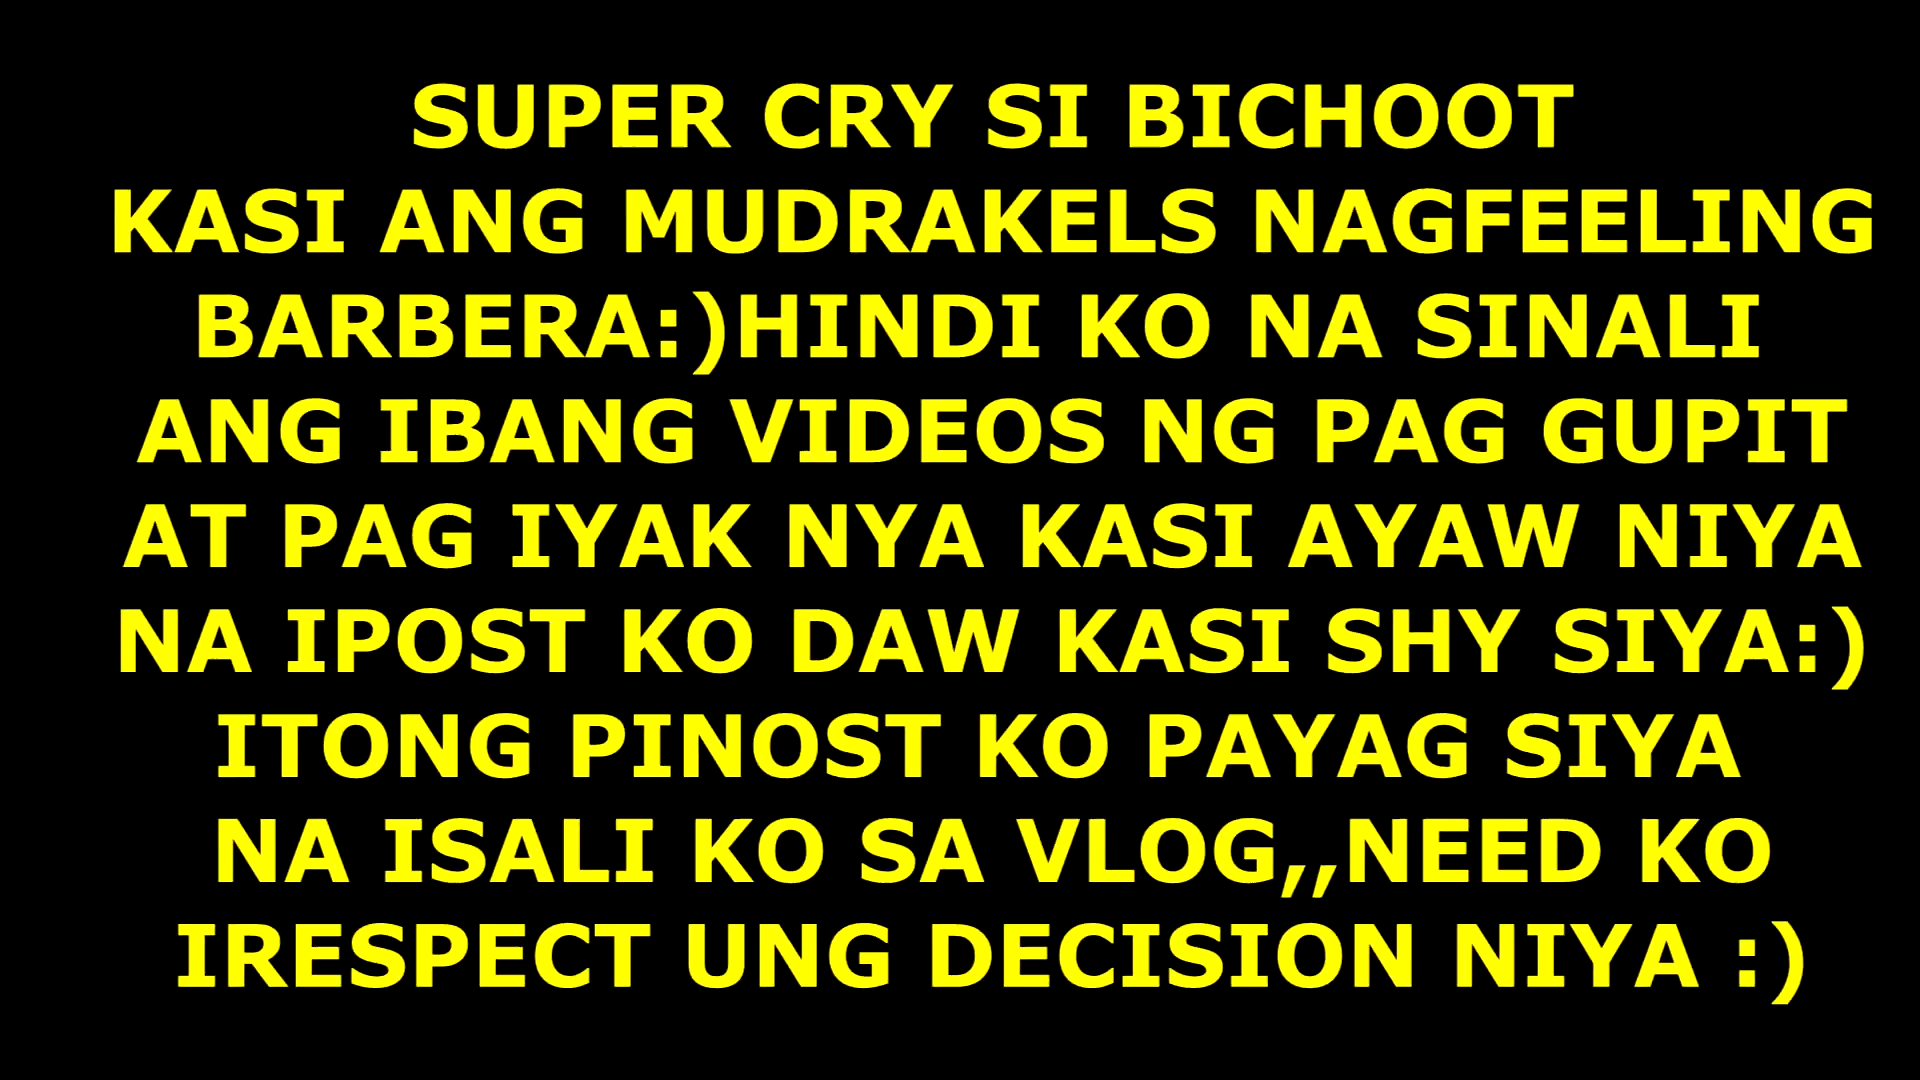 SUPER CRY SI BICHOOT
KASI ANG MUDRAKELS NAGFEELING
BARBERA:)HINDI KO NA SINALI
ANG IBANG VIDEOS NG PAG GUPIT
AT PAG IYAK NYA KASI AYAW NIYA
NA IPOST KO DAW KASI SHY SIYA:)
ITONG PINOST KO PAYAG SIYA
NA ISALI KO SA VLOG,,NEED KO
IRESPECT UNG DECISION NIYA :)